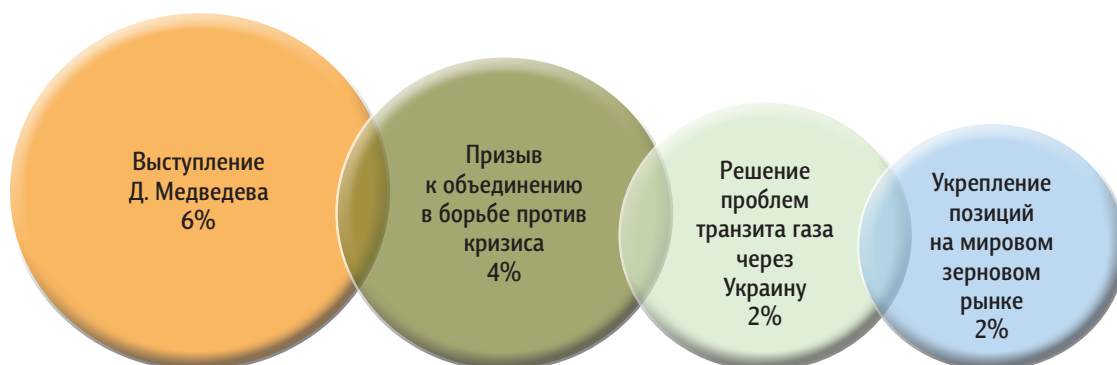 Выступление
Д. Медведева
6%
Призыв
к объединению
в борьбе против
кризиса
4%
Решение
проблем
транзита газа
через
Украину
2%
Укрепление
позиций
на мировом
зерновом
рынке
2%